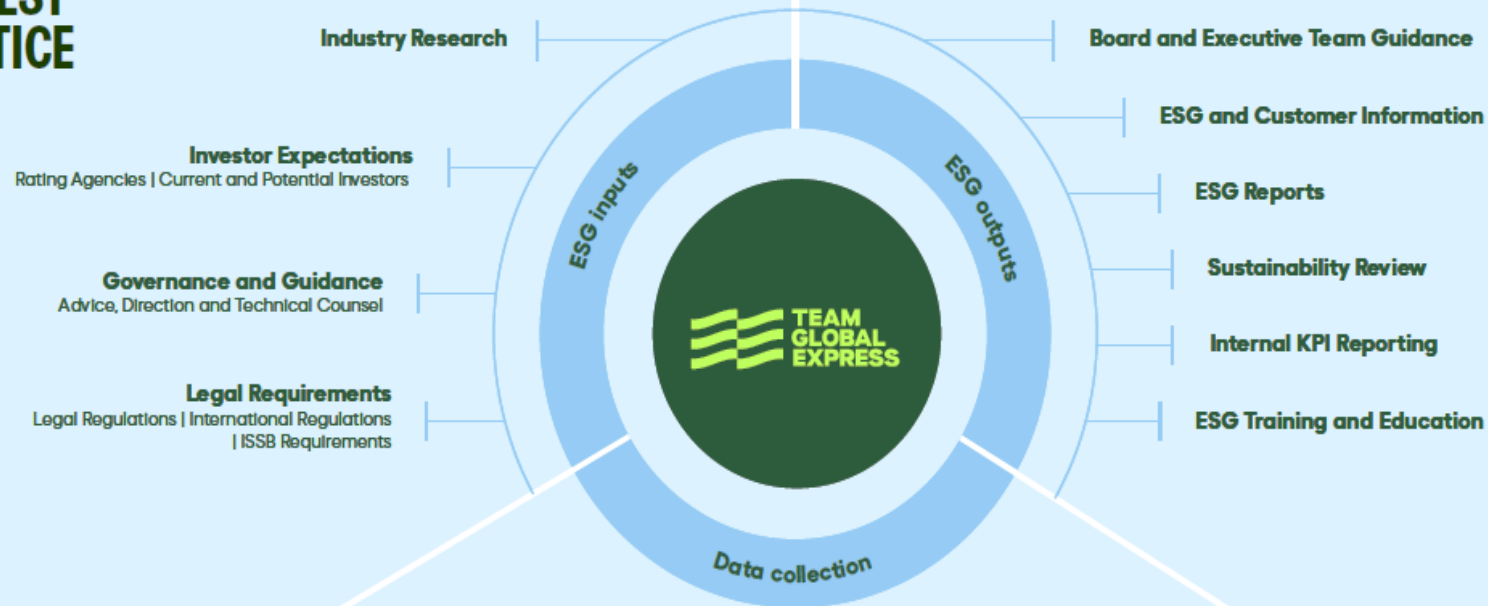 TICE
Industry Research
Investor Expectations
Rating Agencies | Current and Potential Investors
Governance and Guidance
Advice, Direction and Technical Counsel
Legal Requirements
Legal Regulations | International Regulations
| ISSB Requirements
ESG inputs
TEAM
GLOBAL
EXPRESS
ESG outputs
Data collection
Board and Executive Team Guidance
ESG and Customer Information
ESG Reports
Sustainability Review
Internal KPI Reporting
ESG Training and Education